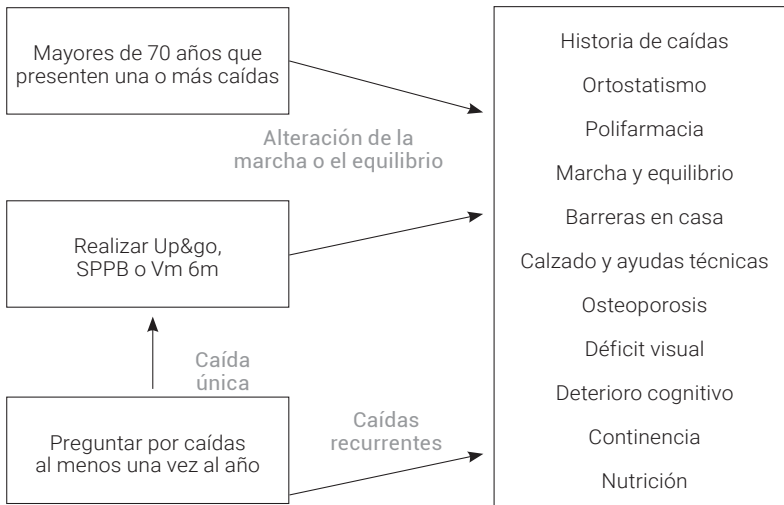 Mayores de 70 años que
presenten una o más caídas
Alteración de la
marcha o el equilibrio
Realizar Up&go,
SPPB o Vm 6m
Caída
única
Preguntar por caídas
al menos una vez al año
Caídas
recurrentes
Historia de caídas
Ortostatismo
Polifarmacia
Marcha y equilibrio
Barreras en casa
Calzado y ayudas técnicas
Osteoporosis
Déficit visual
Deterioro cognitivo
Continencia
Nutrición